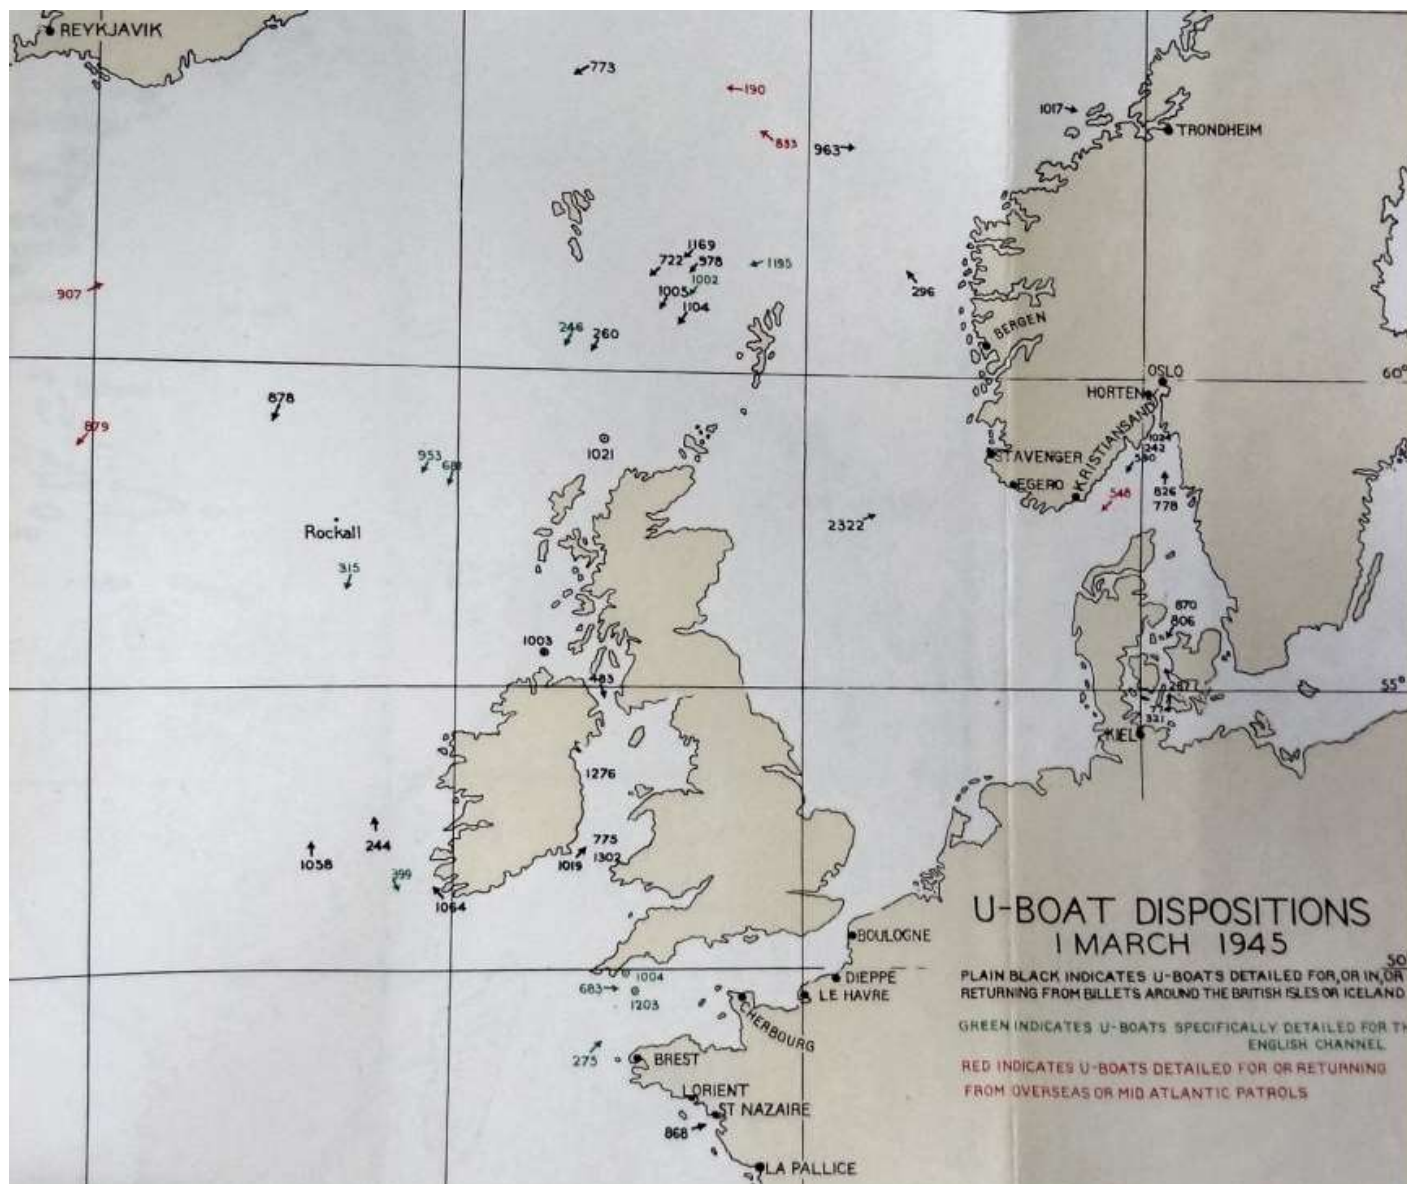 REYKJAVIK
773
190
1017
TRONDHEIM
963
1169
722
978
1195
1002
1005
1104
907
296
BERGEN
246
260
OSLO
60°
HORTEN
878
KRISTIANSAND
879
1021
953
STAVENGER
EGERO
242
548
826
778
2322
Rockall
315
870
806
1003
483
55°
321
KIEL
1276
775
1019
1302
244
1058
399
1064
U-BOAT DISPOSITIONS
1 MARCH 1945
BOULOGNE
50
PLAIN BLACK INDICATES U-BOATS DETAILED FOR, OR IN, OR
RETURNING FROM BILLETS AROUND THE BRITISH ISLES OR ICELAND
1004
683
1203
DIEPPE
LE HAVRE
CHERBOURG
GREEN INDICATES U-BOATS SPECIFICALLY DETAILED FOR TH
ENGLISH CHANNEL
275
BREST
RED INDICATES U-BOATS DETAILED FOR OR RETURNING
FROM OVERSEAS OR MID ATLANTIC PATROLS
LORIENT
ST NAZAIRE
868
LA PALLICE